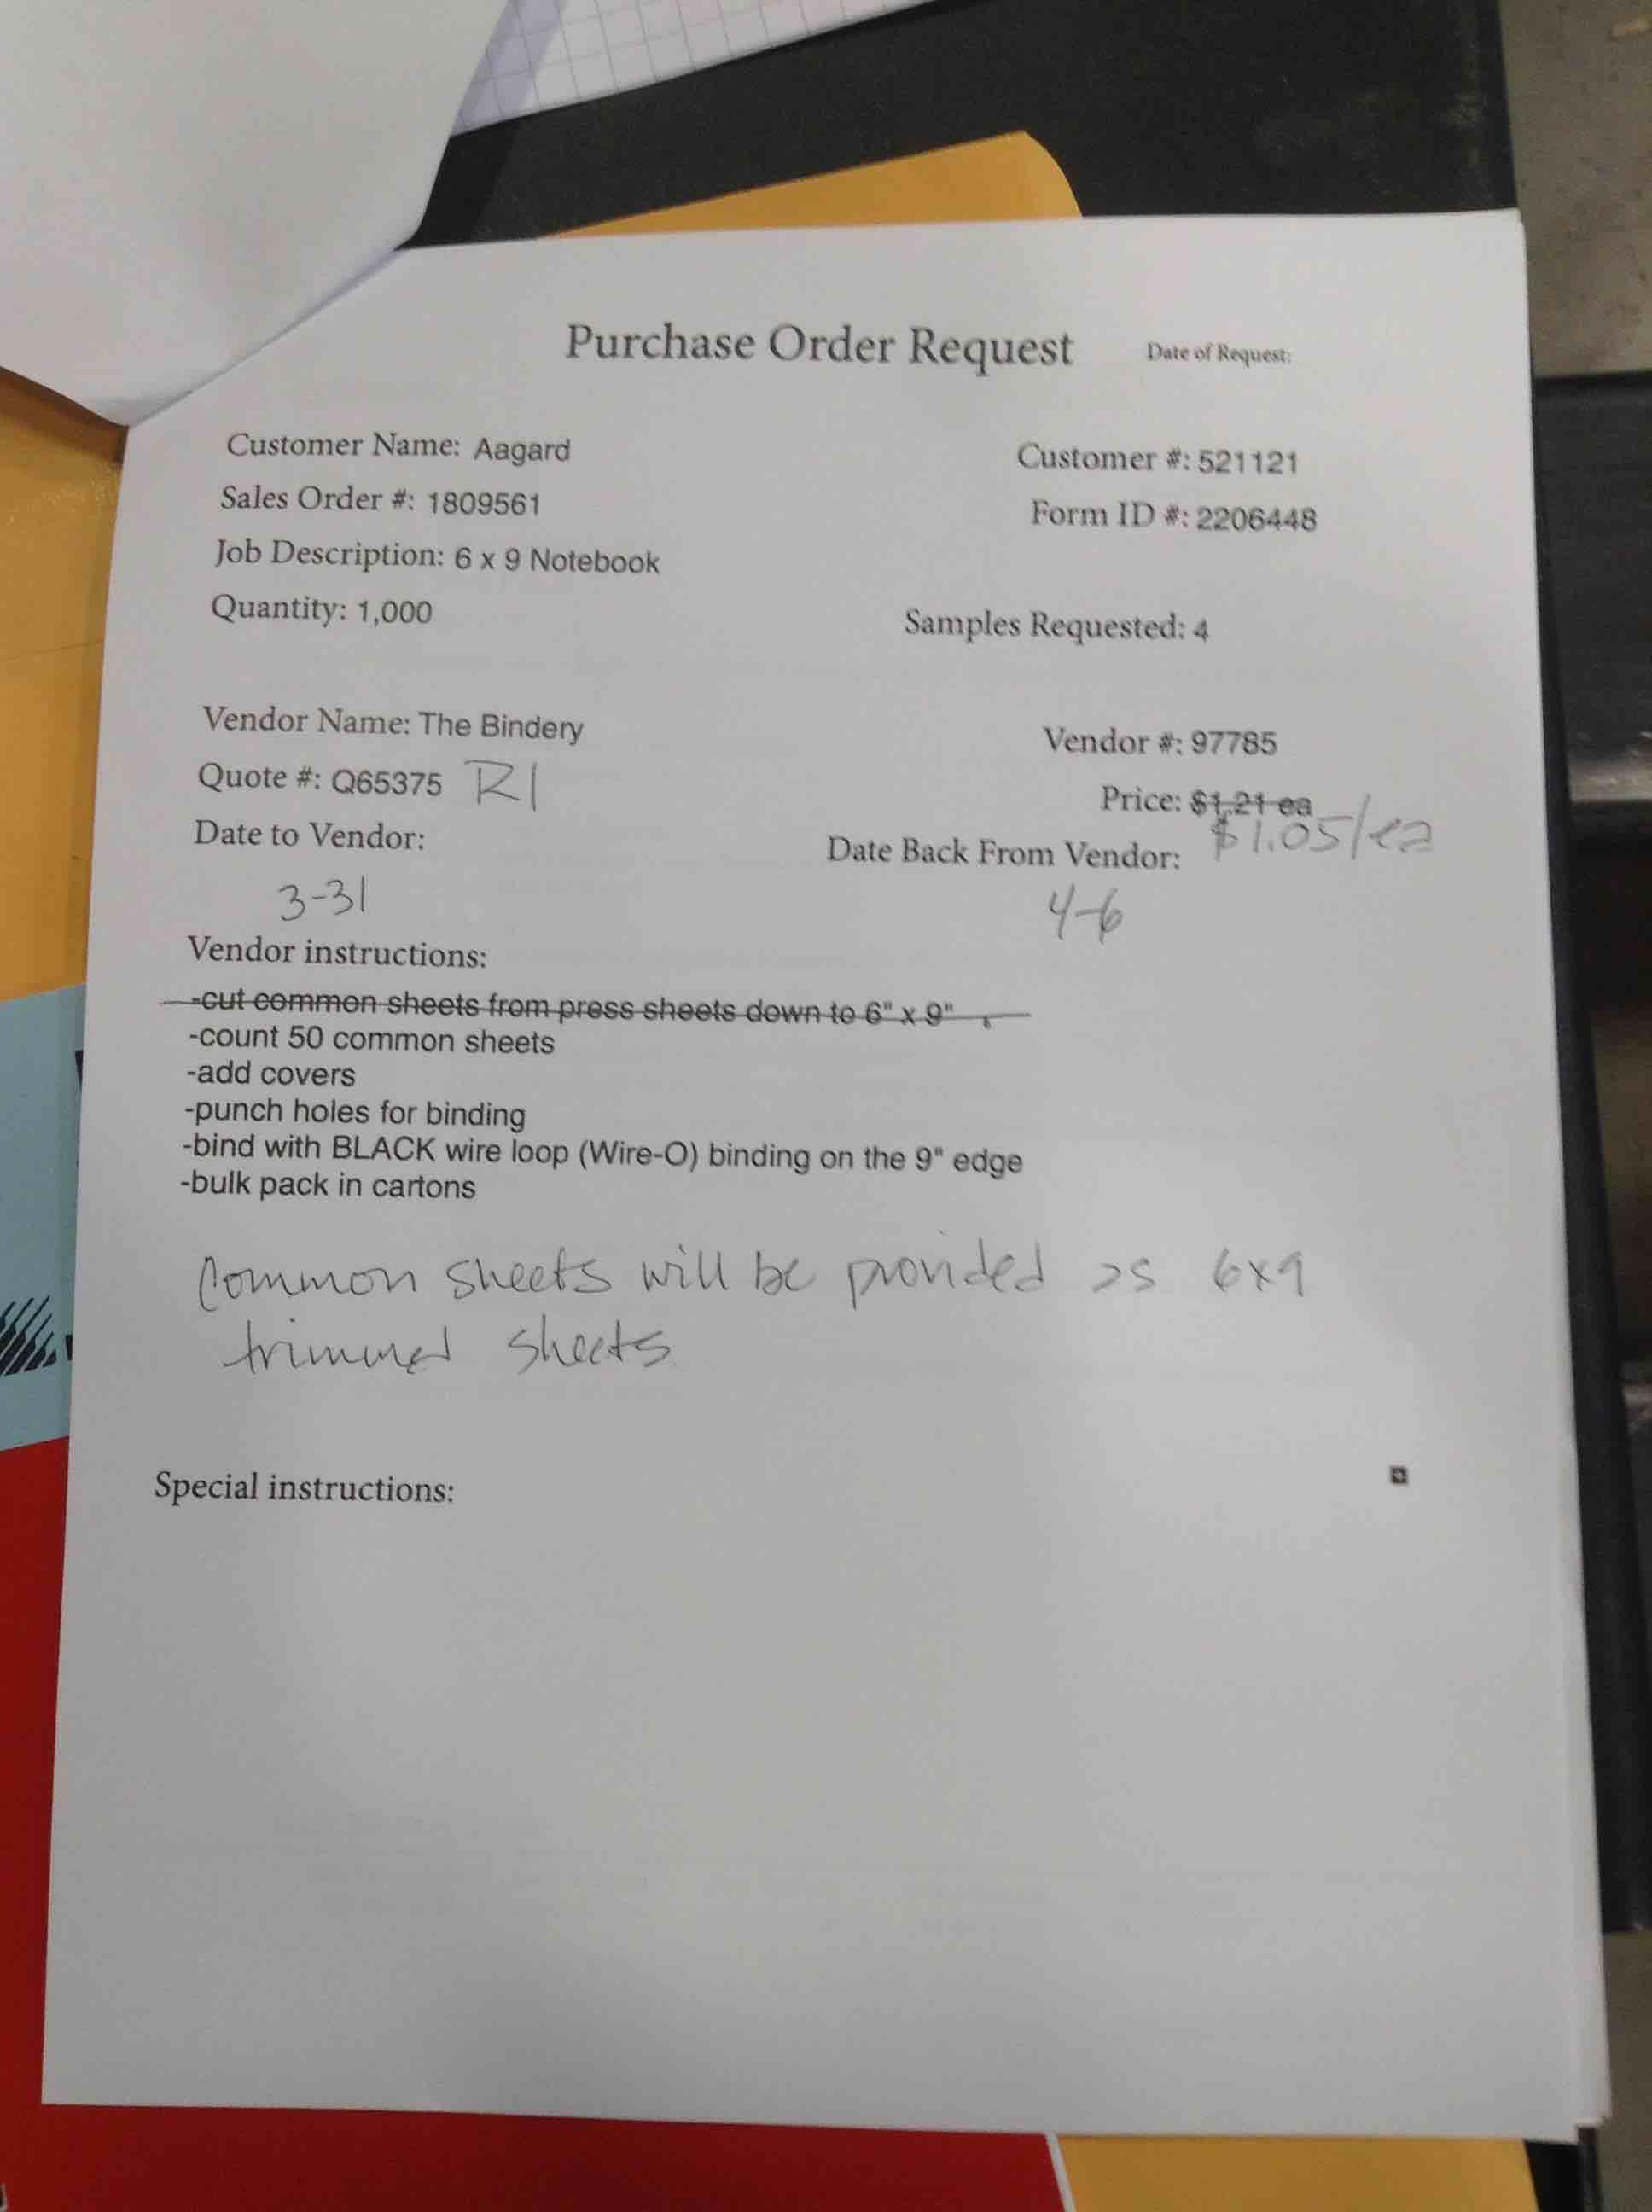 Purchase Order Request Date of Request:
Customer Name: Aagard Customer #: 521121
Sales Order #: 1809561 Form ID #: 2206448
Job Description: 6 x 9 Notebook
Quantity: 1,000 Samples Requested: 4
Vendor Name: The Bindery Vendor #: 97785
Quote #: Q65375 R1 Price: $1.21 ea
$1.05/ea
Date to Vendor: Date Back From Vendor:
3-31 4-6
Vendor instructions:
-cut common sheets from press sheets down to 6" x 9"
-count 50 common sheets
-add covers
-punch holes for binding
-bind with BLACK wire loop (Wire-O) binding on the 9" edge
-bulk pack in cartons
Common sheets will be provided as 6x9
trimmed sheets
Special instructions: